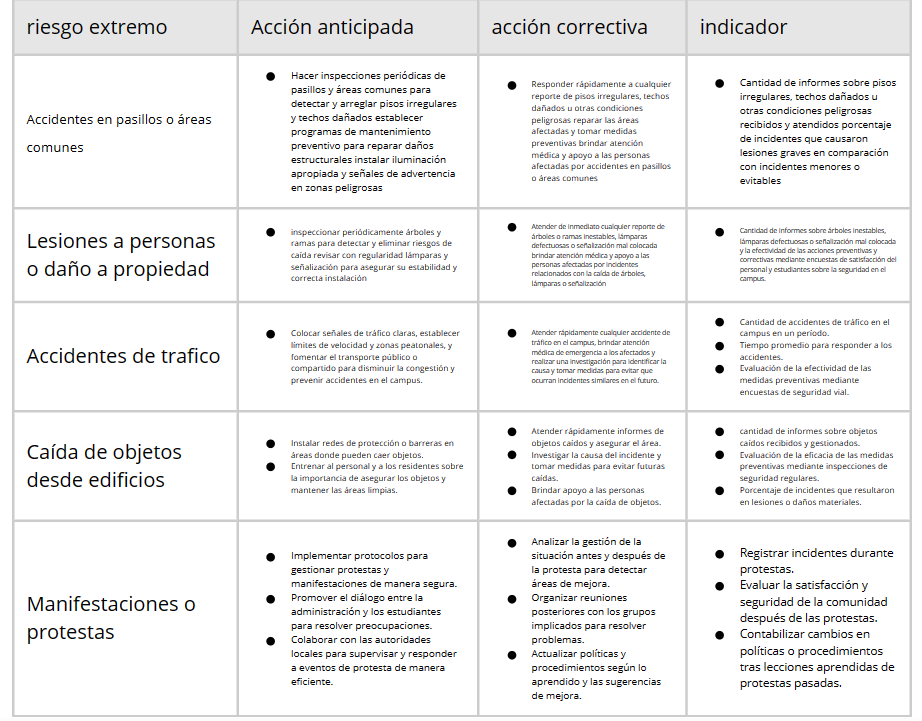 riesgo extremo
Acción anticipada
acción correctiva
indicador
Accidentes en pasillos o áreas
comunes
● Hacer inspecciones periódicas de
pasillos y áreas comunes para
detectar y arreglar pisos irregulares
y techos dañados establecer
programas de mantenimiento
preventivo para reparar daños
estructurales instalar iluminación
apropiada y señales de advertencia
en zonas peligrosas
● Responder rápidamente a cualquier
reporte de pisos irregulares, techos
dañados u otras condiciones
peligrosas reparar las áreas
afectadas y tomar medidas
preventivas brindar atención
médica y apoyo a las personas
afectadas por accidentes en pasillos
o áreas comunes
● Cantidad de informes sobre pisos
irregulares, techos dañados u
otras condiciones peligrosas
recibidos y atendidos porcentaje
de incidentes que causaron
lesiones graves en comparación
con incidentes menores o
evitables
Lesiones a personas
o daño a propiedad
● inspeccionar periódicamente árboles y
ramas para detectar y eliminar riesgos de
caída revisar con regularidad lámparas y
señalización para asegurar su estabilidad y
correcta instalación
● Atender de inmediato cualquier reporte de
árboles o ramas inestables, lámparas
defectuosas o señalización mal colocada
brindar atención médica y apoyo a las
personas afectadas por incidentes
relacionados con la caída de árboles,
lámparas o señalización
● Cantidad de informes sobre árboles inestables,
lámparas defectuosas o señalización mal colocada
y la efectividad de las acciones preventivas y
correctivas mediante encuestas de satisfacción del
personal y estudiantes sobre la seguridad en el
campus.
Accidentes de trafico
● Colocar señales de tráfico claras, establecer
límites de velocidad y zonas peatonales, y
fomentar el transporte público o
compartido para disminuir la congestión y
prevenir accidentes en el campus.
● Atender rápidamente cualquier accidente de
tráfico en el campus, brindar atención
médica de emergencia a los afectados y
realizar una investigación para identificar la
causa y tomar medidas para evitar que
ocurran incidentes similares en el futuro.
● Cantidad de accidentes de tráfico en el
campus en un período.
● Tiempo promedio para responder a los
accidentes.
● Evaluación de la efectividad de las
medidas preventivas mediante
encuestas de seguridad vial.
Caída de objetos
desde edificios
● Instalar redes de protección o barreras en
áreas donde pueden caer objetos.
● Entrenar al personal y a los residentes sobre
la importancia de asegurar los objetos y
mantener las áreas limpias.
● Atender rápidamente informes de
objetos caídos y asegurar el área.
● Investigar la causa del incidente y
tomar medidas para evitar futuras
caídas.
● Brindar apoyo a las personas
afectadas por la caída de objetos.
● cantidad de informes sobre objetos
caídos recibidos y gestionados.
● Evaluación de la eficacia de las medidas
preventivas mediante inspecciones de
seguridad regulares.
● Porcentaje de incidentes que resultaron
en lesiones o daños materiales.
Manifestaciones o
protestas
● Implementar protocolos para
gestionar protestas y
manifestaciones de manera segura.
● Promover el diálogo entre la
administración y los estudiantes
para resolver preocupaciones.
● Colaborar con las autoridades
locales para supervisar y responder
a eventos de protesta de manera
eficiente.
● Analizar la gestión de la
situación antes y después de
la protesta para detectar
áreas de mejora.
● Organizar reuniones
posteriores con los grupos
implicados para resolver
problemas.
● Actualizar políticas y
procedimientos según lo
aprendido y las sugerencias
de mejora.
● Registrar incidentes durante
protestas.
● Evaluar la satisfacción y
seguridad de la comunidad
después de las protestas.
● Contabilizar cambios en
políticas o procedimientos
tras lecciones aprendidas de
protestas pasadas.